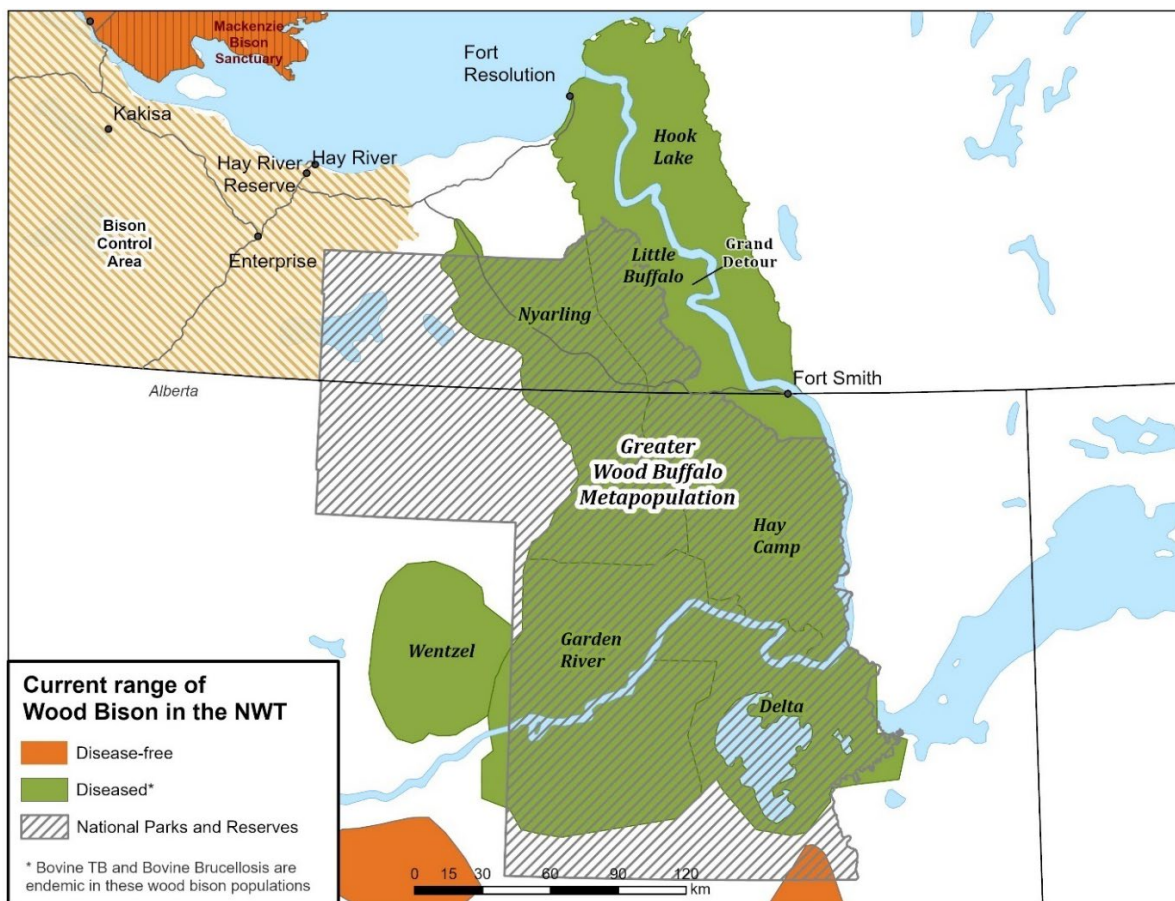 Mackenzie
Bison
Sanctuary
Fort
Resolution
Kakisa
Hook
Lake
Hay River
Hay River
Reserve
Bison
Control
Area
Enterprise
Grand
Detour
Little
Buffalo
Nyarling
Fort Smith
Alberta
Greater
Wood Buffalo
Metapopulation
Hay
Camp
Wentzel
Garden
River
Delta
Current range of
Wood Bison in the NWT
Disease-free
Diseased*
National Parks and Reserves
* Bovine TB and Bovine Brucellosis are
endemic in these wood bison populations
0 15 30 60 90 120
km